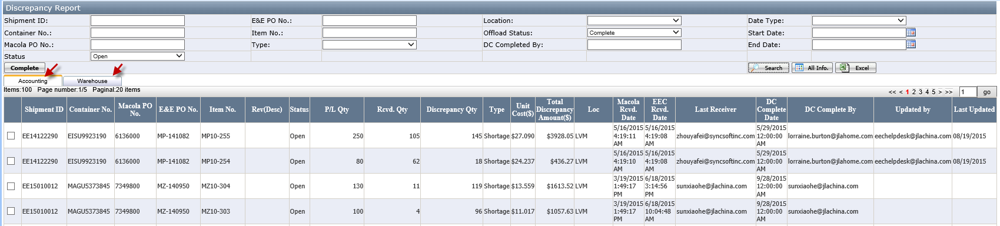 Discrepancy Report
Shipment ID: E&E PO No.: Location: Date Type:
Container No.: Item No.: Offload Status: Complete Start Date:
Macola PO No.: Type: DC Completed By: End Date:
Status Open
Complete Search All Info. Excel
Accounting Warehouse
Items:100 Page number:1/5 Paginal:20 items << < 1 2 3 4 5 > >> 1 go
Shipment ID Container No. Macola PO No. E&E PO No. Item No. Rev(Desc) Status P/L Qty Rcvd. Qty Discrepancy Qty Type Unit Cost($) Total Discrepancy Amount($) Loc Macola Rcvd. Date EEC Rcvd. Date Last Receiver DC Complete Date DC Complete By Updated by Last Updated
EE14122290 EISU9923190 6136000 MP-141082 MP10-255 Open 250 105 145 Shortage $27.090 $3928.05 LVM 5/16/2015 4:19:11 AM 5/16/2015 4:19:08 AM zhouyafei@syncsoftinc.com 5/29/2015 12:00:00 AM lorraine.burton@jlahome.com eechelpdesk@jlachina.com 08/19/2015
EE14122290 EISU9923190 6136000 MP-141082 MP10-254 Open 80 62 18 Shortage $24.237 $436.27 LVM 5/16/2015 4:19:10 AM 5/16/2015 4:19:08 AM zhouyafei@syncsoftinc.com 5/29/2015 12:00:00 AM lorraine.burton@jlahome.com eechelpdesk@jlachina.com 08/19/2015
EE15010012 MAGU5373845 7349800 MZ-140950 MZ10-304 Open 130 11 119 Shortage $13.559 $1613.52 LVM 3/19/2015 1:49:17 PM 6/18/2015 3:14:56 PM sunxiaohe@jlachina.com 9/28/2015 12:00:00 AM sunxiaohe@jlachina.com
EE15010012 MAGU5373845 7349800 MZ-140950 MZ10-303 Open 100 4 96 Shortage $11.017 $1057.63 LVM 3/19/2015 1:49:17 PM 6/18/2015 10:04:48 AM sunxiaohe@jlachina.com 9/28/2015 12:00:00 AM sunxiaohe@jlachina.com